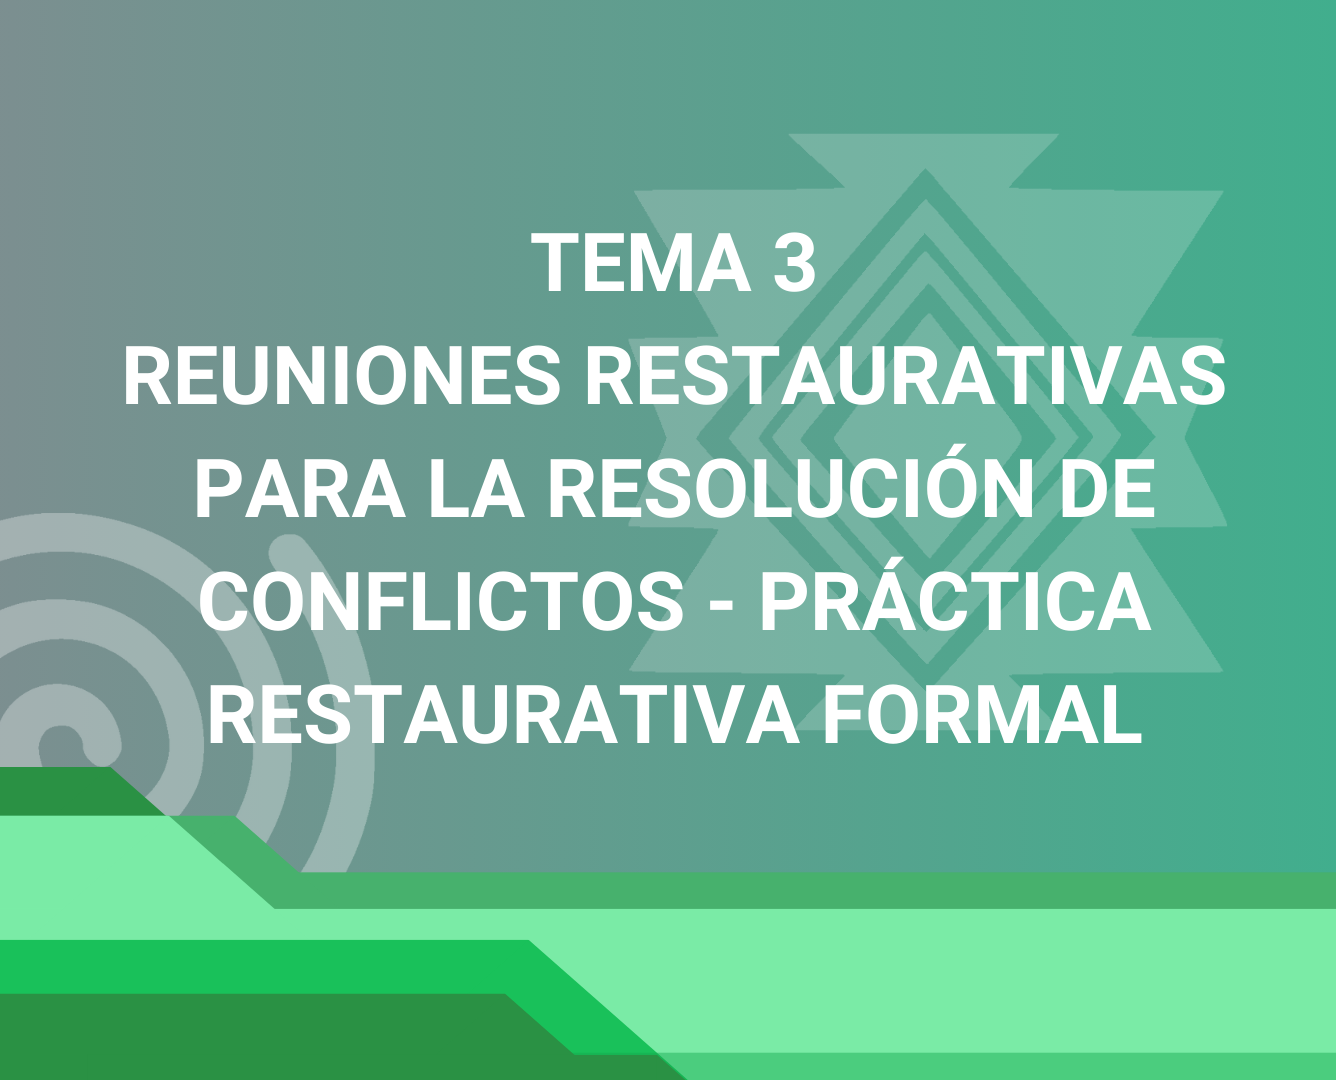 TEMA 3
REUNIONES RESTAURATIVAS
PARA LA RESOLUCIÓN DE
CONFLICTOS - PRÁCTICA
RESTAURATIVA FORMAL